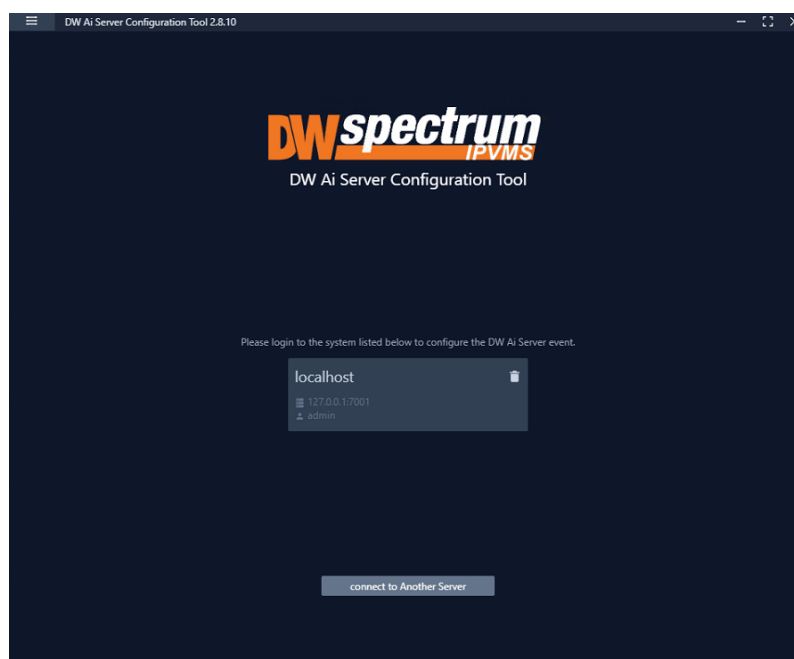 DW Ai Server Configuration Tool 2.8.10
DWspectrum
IPVMS
DW Ai Server Configuration Tool
Please login to the system listed below to configure the DW Ai Server event.
localhost
127.0.0.1:7001
admin
connect to Another Server